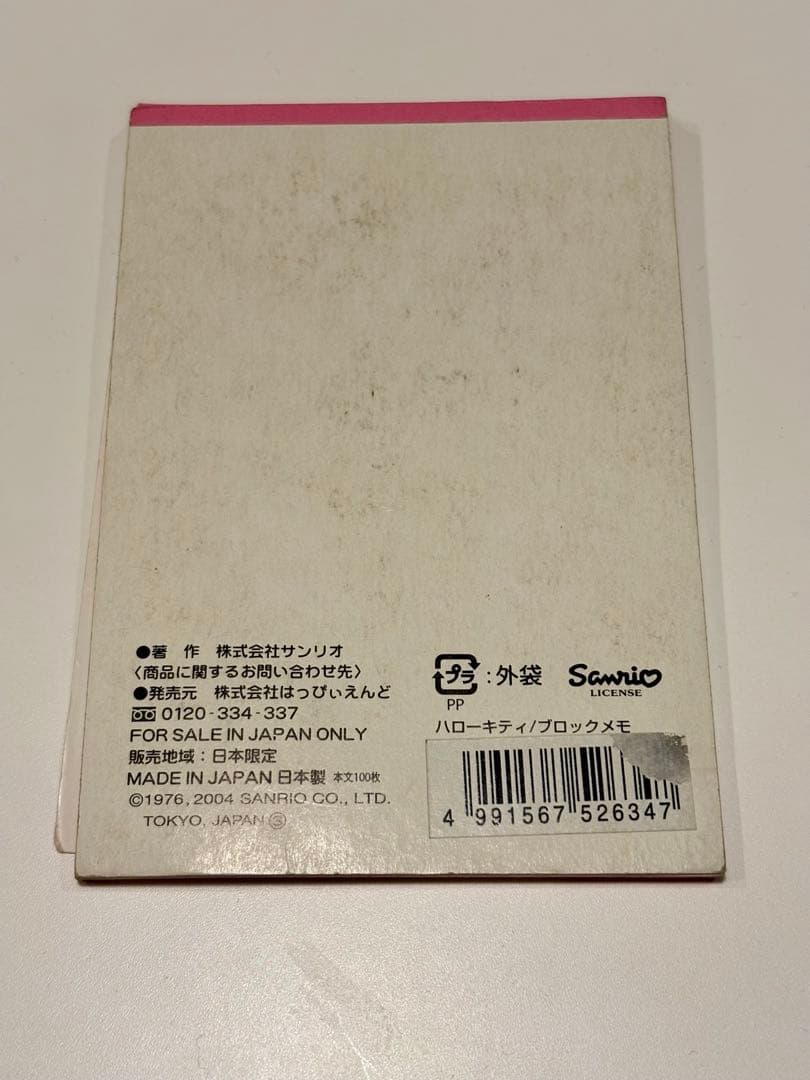 ●著 作 株式会社サンリオ
〈商品に関するお問い合わせ先〉
●発売元 株式会社はっぴぃえんど
0120-334-337
FOR SALE IN JAPAN ONLY
販売地域:日本限定
MADE IN JAPAN 日本製 本文100枚
©1976, 2004 SANRIO CO., LTD.
TOKYO, JAPAN ③
プラ :外袋
PP
Sanrio
LICENSE
ハローキティ/ブロックメモ
4 991567 526347